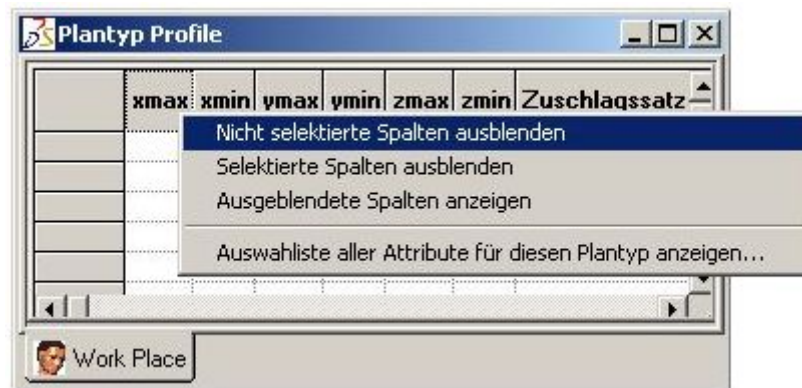 Plantyp Profile
xmax xmin ymax ymin zmax zmin Zuschlagssatz
Nicht selektierte Spalten ausblenden
Selektierte Spalten ausblenden
Ausgeblendete Spalten anzeigen
Auswahlliste aller Attribute für diesen Plantyp anzeigen...
Work Place